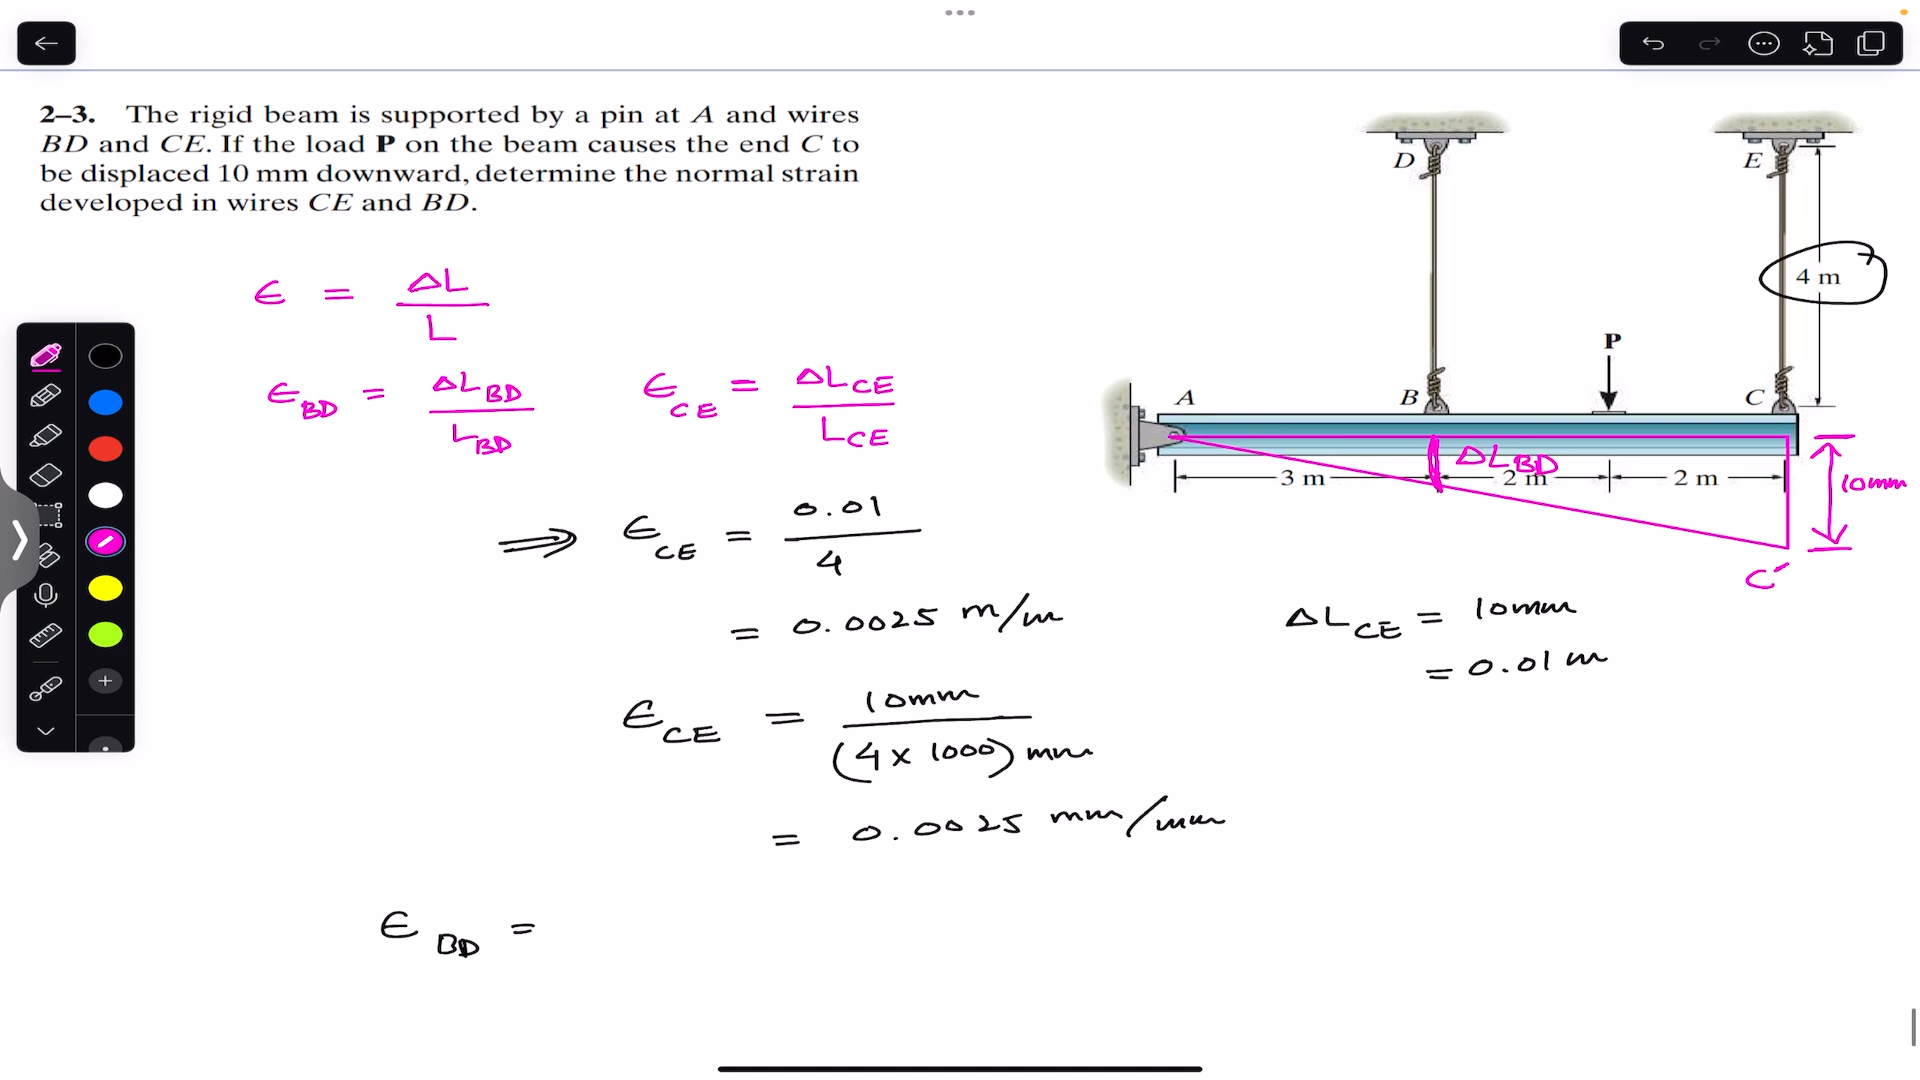 2–3. The rigid beam is supported by a pin at A and wires
BD and CE. If the load P on the beam causes the end C to
be displaced 10 mm downward, determine the normal strain
developed in wires CE and BD.
D
E
4 m
P
A
B
C
3 m
2 m
2 m
ΔL_BD
10mm
C′
ε = ΔL / L
ε_BD = ΔL_BD / L_BD
ε_CE = ΔL_CE / L_CE
⇒ ε_CE = 0.01 / 4
= 0.0025 m/m
ΔL_CE = 10mm
= 0.01 m
ε_CE = 10mm / (4 × 1000) mm
= 0.0025 mm/mm
ε_BD =